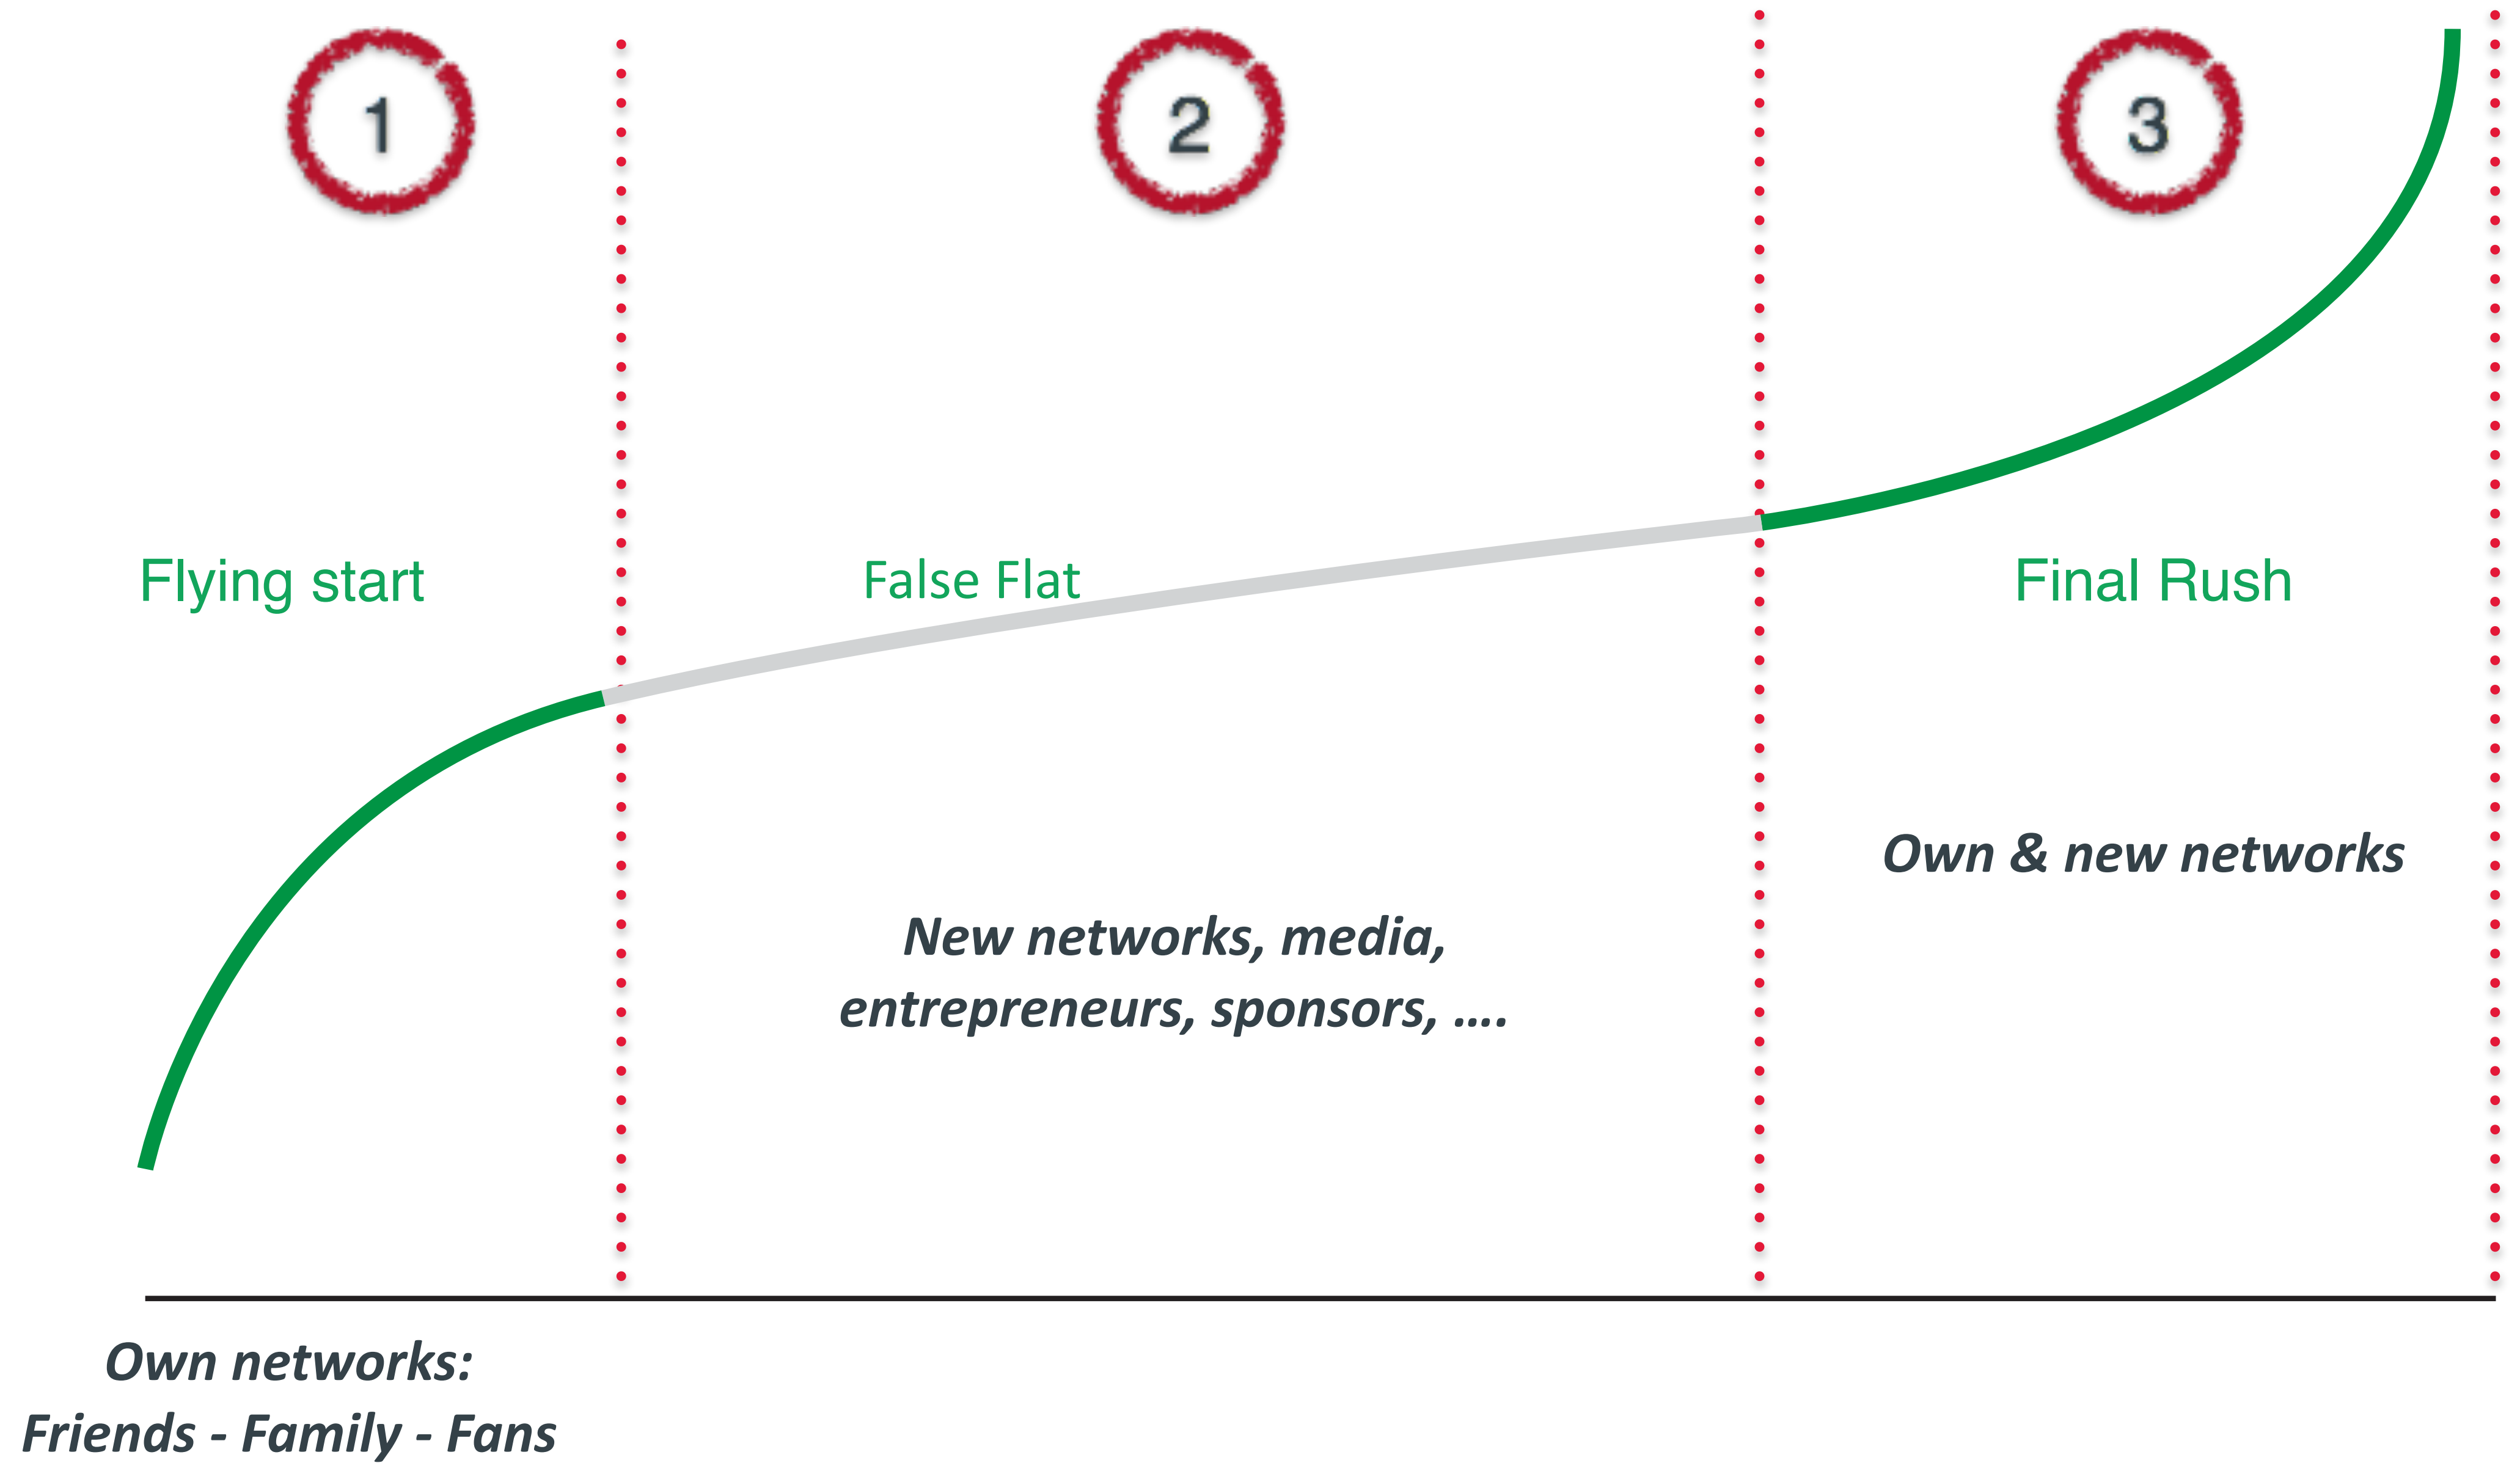 1
2
3
Flying start
False Flat
Final Rush
Own & new networks
New networks, media,
entrepreneurs, sponsors, ....
Own networks:
Friends - Family - Fans